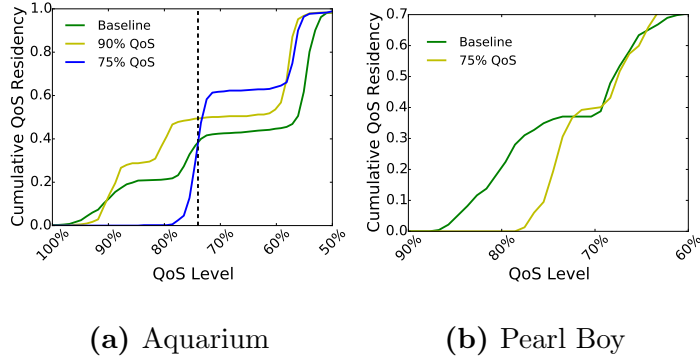 Cumulative QoS Residency
1.0
0.8
0.6
0.4
0.2
0.0
Baseline
90% QoS
75% QoS
100%
90%
80%
70%
60%
50%
QoS Level
(a) Aquarium
Cumulative QoS Residency
0.7
0.6
0.5
0.4
0.3
0.2
0.1
0.0
Baseline
75% QoS
90%
80%
70%
60%
QoS Level
(b) Pearl Boy